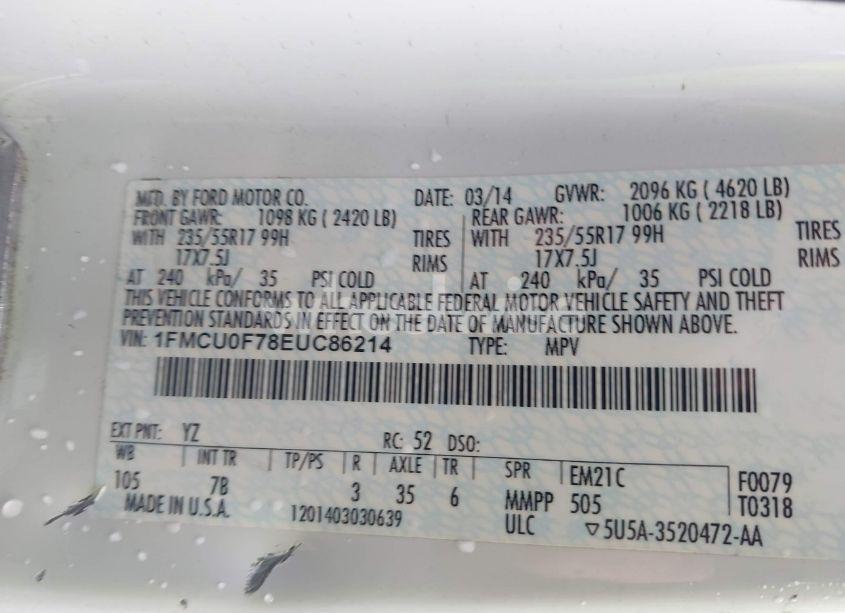 MFD. BY FORD MOTOR CO. DATE: 03/14 GVWR: 2096 KG ( 4620 LB)
FRONT GAWR: 1098 KG ( 2420 LB) REAR GAWR: 1006 KG ( 2218 LB)
WITH 235/55R17 99H TIRES WITH 235/55R17 99H TIRES
17X7.5J RIMS 17X7.5J RIMS
AT 240 kPa/ 35 PSI COLD AT 240 kPa/ 35 PSI COLD
THIS VEHICLE CONFORMS TO ALL APPLICABLE FEDERAL MOTOR VEHICLE SAFETY AND THEFT
PREVENTION STANDARDS IN EFFECT ON THE DATE OF MANUFACTURE SHOWN ABOVE.
VIN: 1FMCU0F78EUC86214 TYPE: MPV
EXT PNT: YZ RC: 52 DSO:
WB INT TR TP/PS R AXLE TR SPR EM21C F0079
105 7B 3 35 6 MMPP 505 T0318
MADE IN U.S.A. 1201403030639 ULC ▽5U5A-3520472-AA